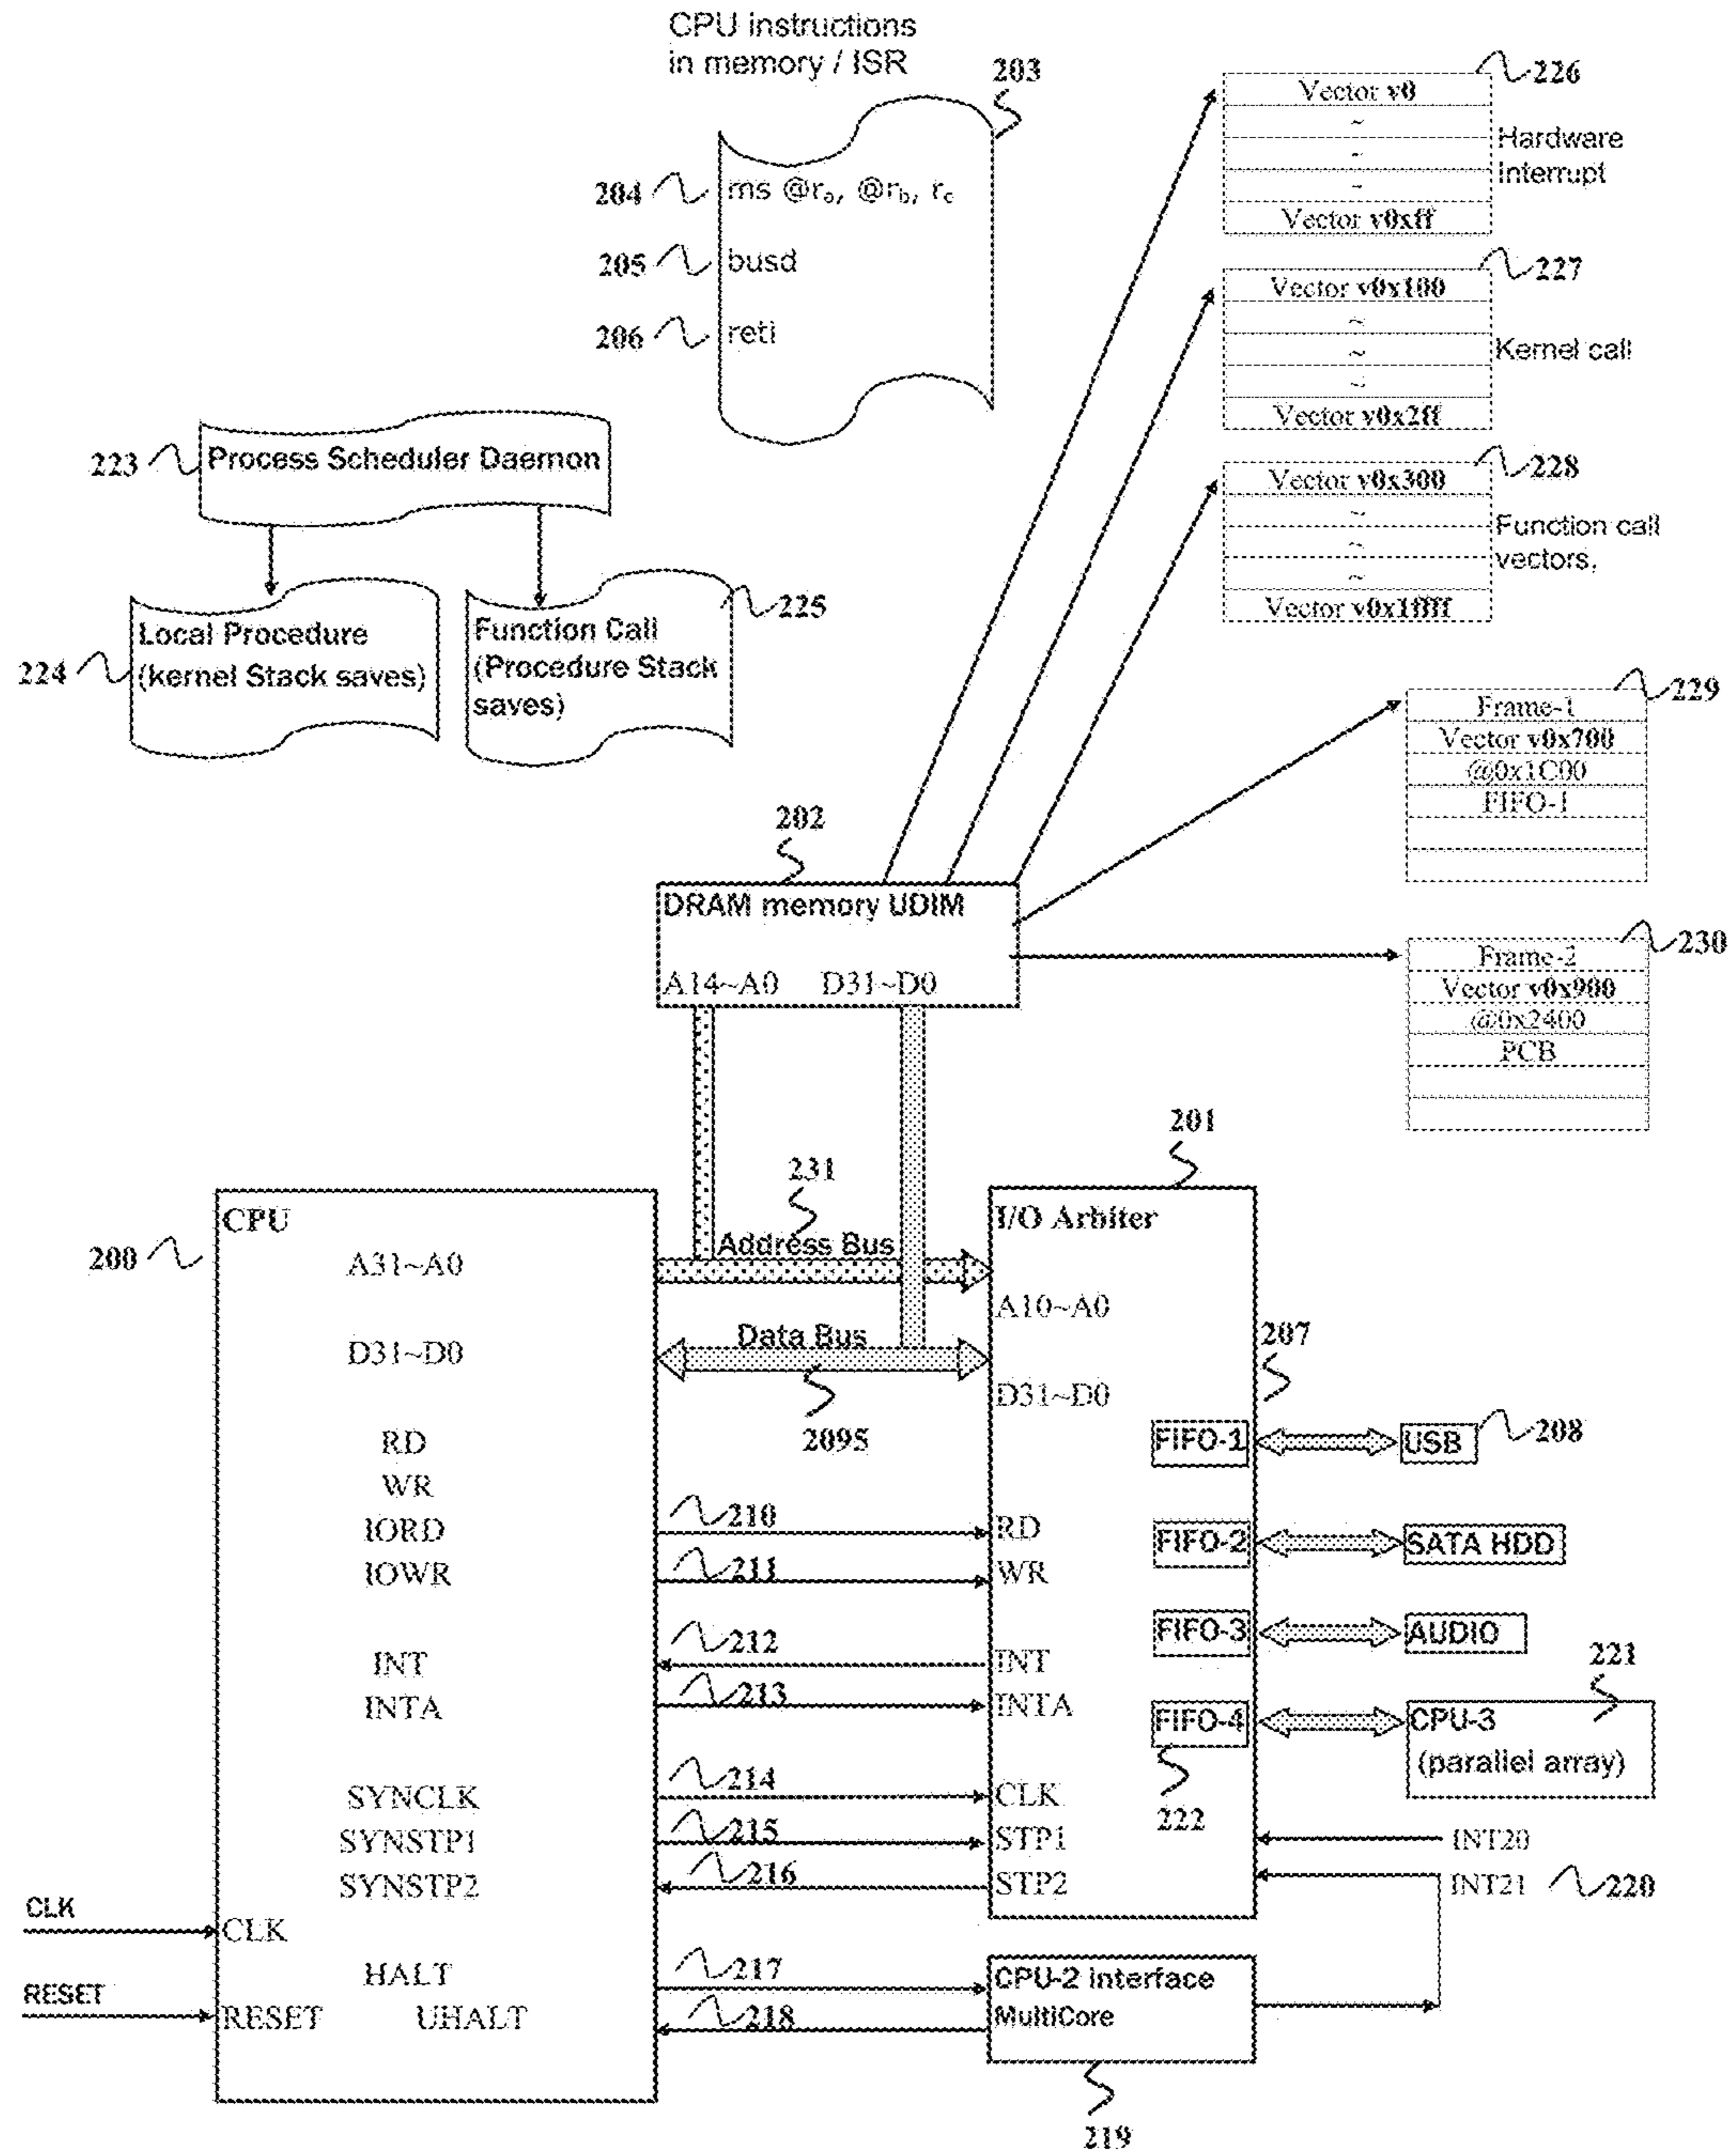 CPU instructions
in memory / ISR
203
204
ms @ra, @rb, rc
205
busd
206
reti
226
Vector v0
~
~
~
Vector v0xff
Hardware
Interrupt
227
Vector v0x100
~
~
~
Vector v0x2ff
Kernel call
228
Vector v0x300
~
~
~
Vector v0x1ffff
Function call
vectors,
223
Process Scheduler Daemon
224
Local Procedure
(kernel Stack saves)
225
Function Call
(Procedure Stack
saves)
229
Frame-1
Vector v0x700
@0x1C00
FIFO-1
230
Frame-2
Vector v0x900
@0x2400
PCB
202
DRAM memory UDIM
A14~A0 D31~D0
231
Address Bus
Data Bus
2095
200
CPU
A31~A0
D31~D0
RD
WR
IORD
IOWR
INT
INTA
SYNCLK
SYNSTP1
SYNSTP2
CLK
CLK
HALT
RESET
RESET UHALT
210
211
212
213
214
215
216
217
218
201
I/O Arbiter
A10~A0
D31~D0
207
FIFO-1
USB
208
RD
FIFO-2
SATA HDD
WR
FIFO-3
AUDIO
INT
INTA
FIFO-4
222
221
CPU-3
(parallel array)
CLK
STP1
STP2
INT20
INT21
220
CPU-2 interface
MultiCore
219